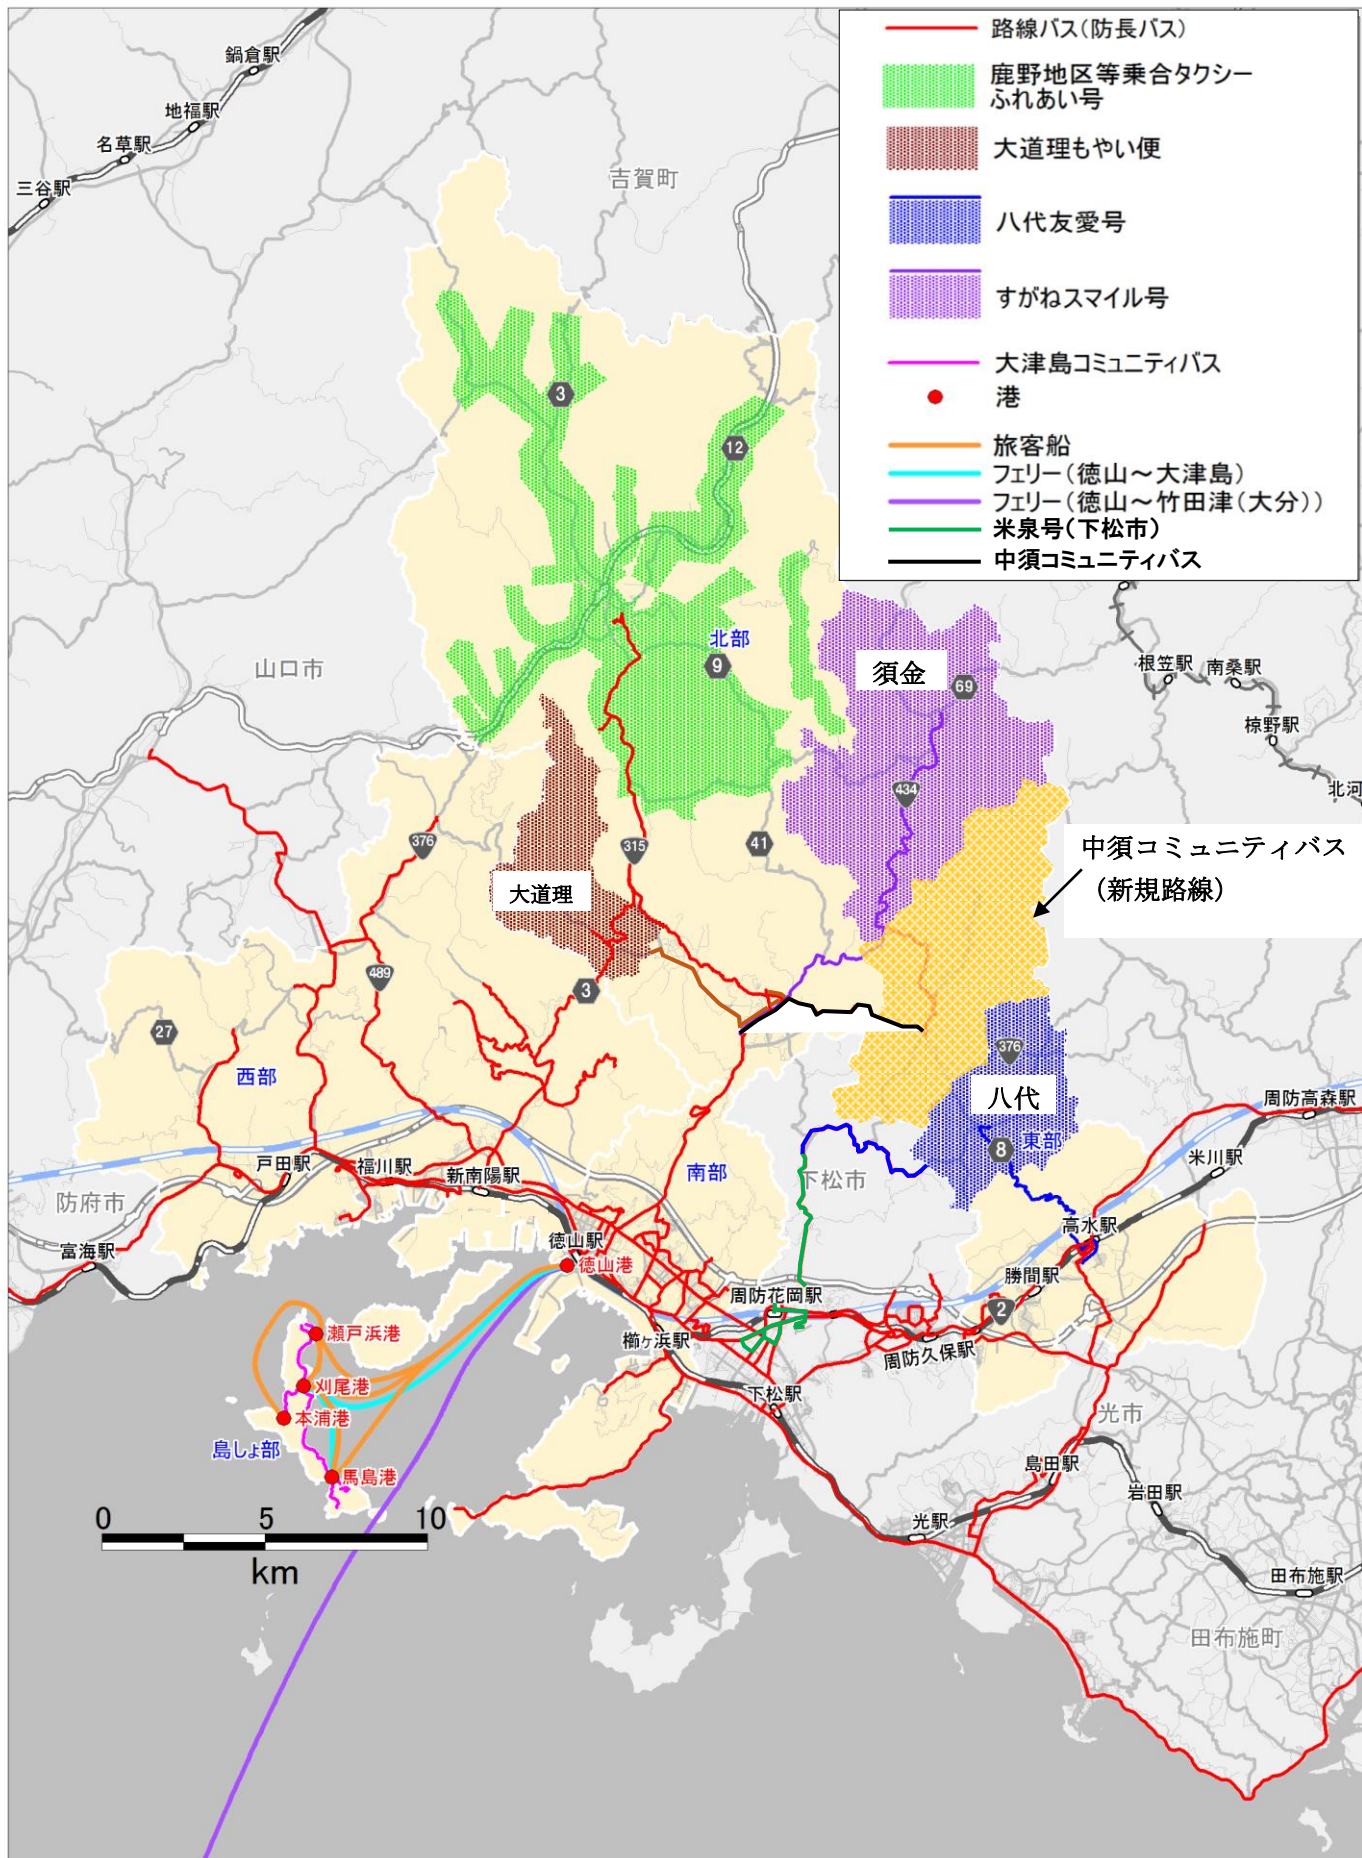 路線バス(防長バス)
鹿野地区等乗合タクシー
ふれあい号
大道理もやい便
八代友愛号
すがねスマイル号
大津島コミュニティバス
港
旅客船
フェリー(徳山～大津島)
フェリー(徳山～竹田津(大分))
米泉号(下松市)
中須コミュニティバス
鍋倉駅
地福駅
名草駅
三谷駅
吉賀町
3
12
北部
9
山口市
須金
69
根笠駅
南桑駅
椋野駅
北河
434
376
315
41
大道理
中須コミュニティバス
(新規路線)
489
3
27
西部
376
八代
8
東部
周防高森駅
米川駅
戸田駅
福川駅
新南陽駅
南部
下松市
防府市
富海駅
徳山駅
徳山港
高水駅
勝間駅
2
周防花岡駅
瀬戸浜港
櫛ヶ浜駅
周防久保駅
刈尾港
下松駅
本浦港
光市
島しょ部
馬島港
島田駅
岩田駅
0 5 10
km
光駅
田布施駅
田布施町